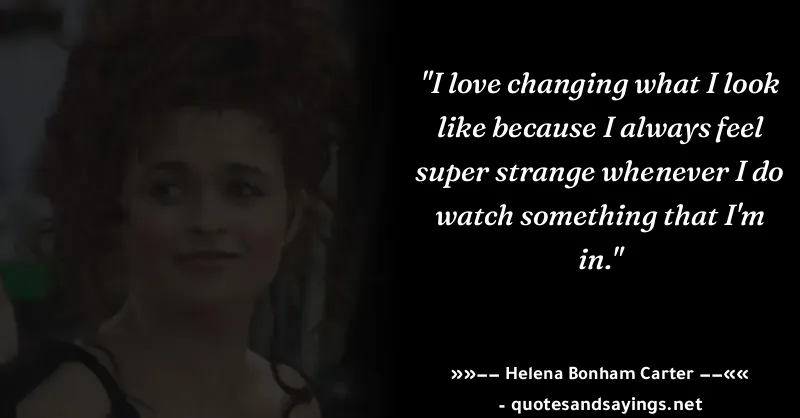 "I love changing what I look
like because I always feel
super strange whenever I do
watch something that I'm
in."
»»−− Helena Bonham Carter −−««
- quotesandsayings.net